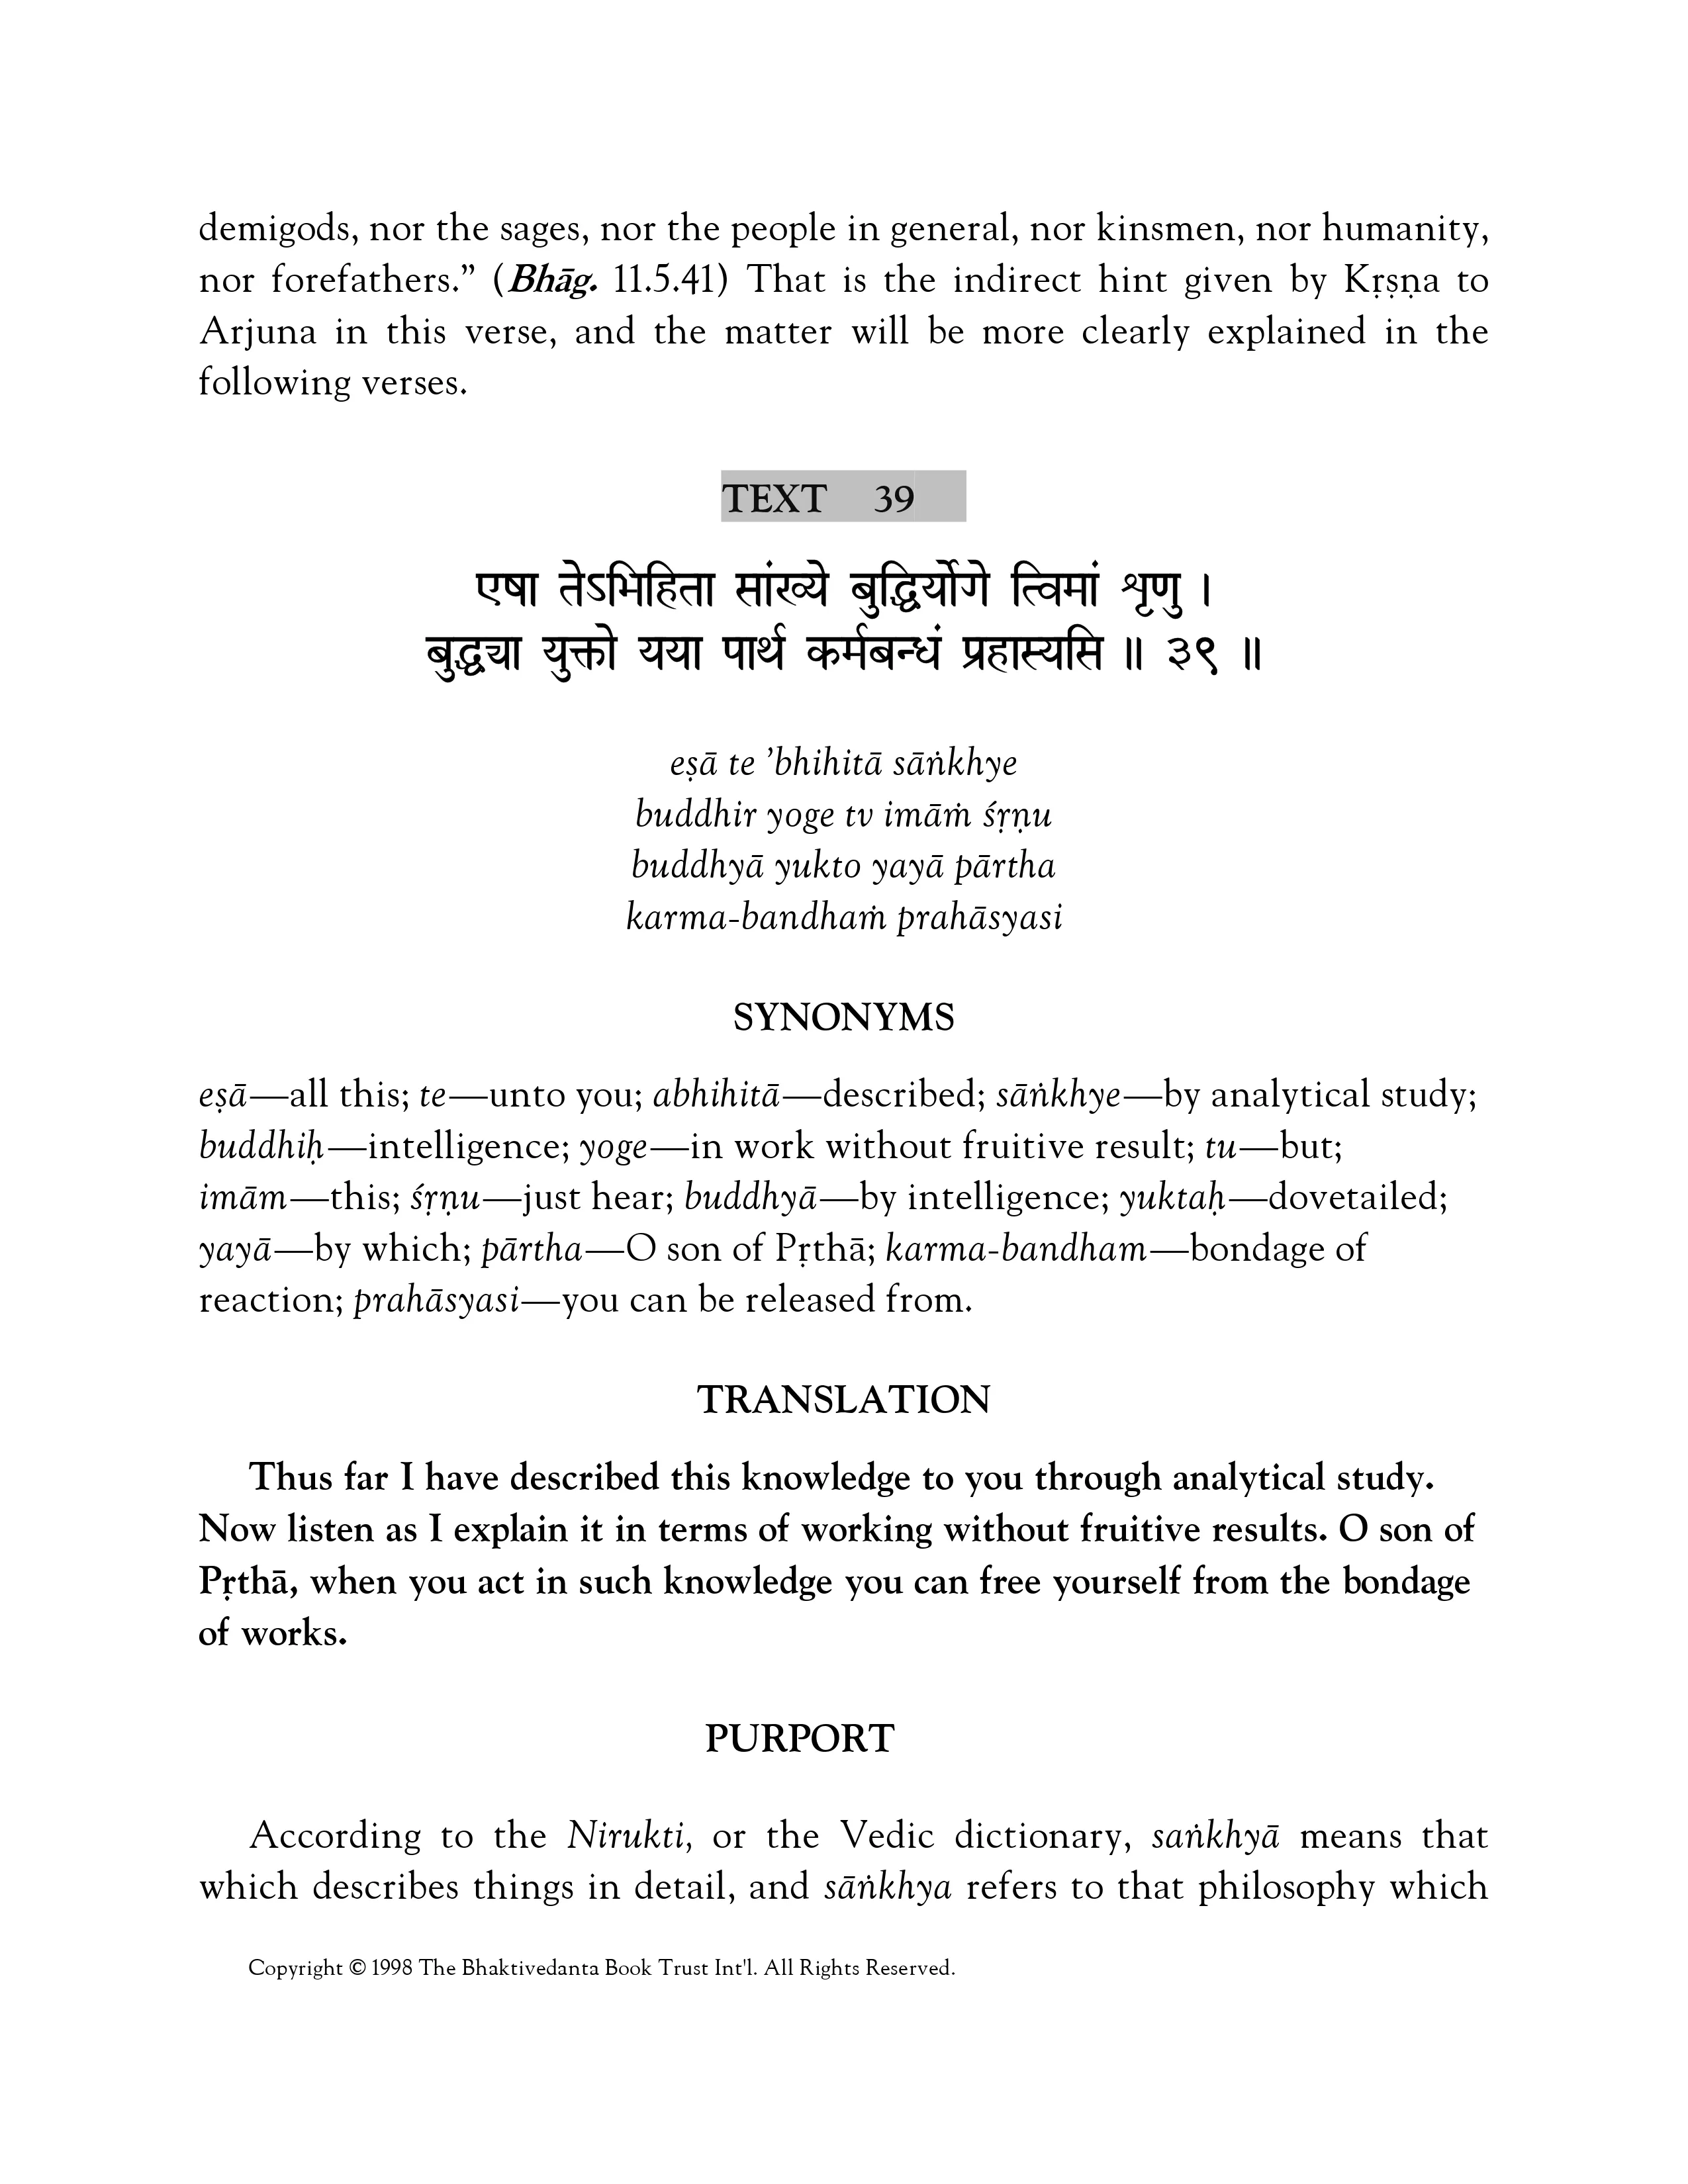 demigods, nor the sages, nor the people in general, nor kinsmen, nor humanity,
nor forefathers.” (Bhāg. 11.5.41) That is the indirect hint given by Kṛṣṇa to
Arjuna in this verse, and the matter will be more clearly explained in the
following verses.
TEXT 39
एषा तेऽभिहिता सांख्ये बुद्धिर्योगे त्विमां शृणु ।
बुद्ध्या युक्तो यया पार्थ कर्मबन्धं प्रहास्यसि ॥ ३९ ॥
eṣā te ’bhihitā sāṅkhye
buddhir yoge tv imāṁ śṛṇu
buddhyā yukto yayā pārtha
karma-bandhaṁ prahāsyasi
SYNONYMS
eṣā—all this; te—unto you; abhihitā—described; sāṅkhye—by analytical study;
buddhiḥ—intelligence; yoge—in work without fruitive result; tu—but;
imām—this; śṛṇu—just hear; buddhyā—by intelligence; yuktaḥ—dovetailed;
yayā—by which; pārtha—O son of Pṛthā; karma-bandham—bondage of
reaction; prahāsyasi—you can be released from.
TRANSLATION
Thus far I have described this knowledge to you through analytical study.
Now listen as I explain it in terms of working without fruitive results. O son of
Pṛthā, when you act in such knowledge you can free yourself from the bondage
of works.
PURPORT
According to the Nirukti, or the Vedic dictionary, saṅkhyā means that
which describes things in detail, and sāṅkhya refers to that philosophy which
Copyright © 1998 The Bhaktivedanta Book Trust Int'l. All Rights Reserved.